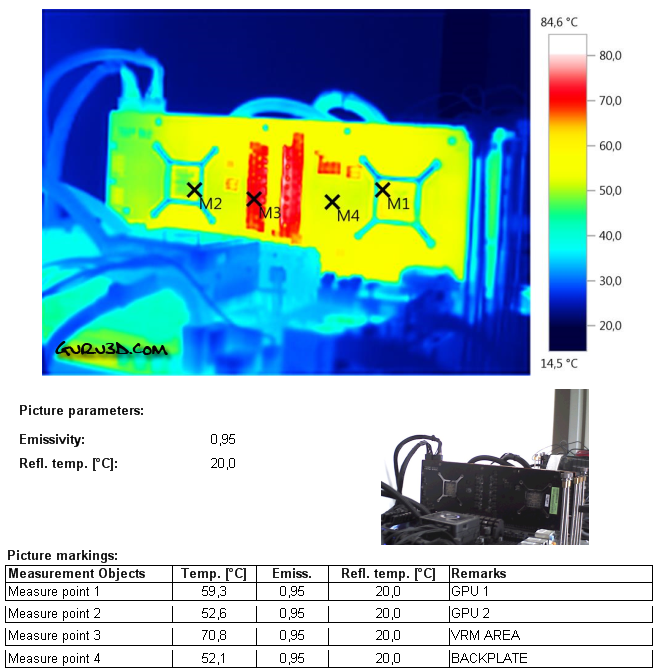 84,6 °C
80,0
70,0
60,0
50,0
40,0
30,0
20,0
14,5 °C
M2
M3
M4
M1
GURU3D.COM
Picture parameters:
Emissivity: 0,95
Refl. temp. [°C]: 20,0
Picture markings:
Measurement Objects Temp. [°C] Emiss. Refl. temp. [°C] Remarks
Measure point 1 59,3 0,95 20,0 GPU 1
Measure point 2 52,6 0,95 20,0 GPU 2
Measure point 3 70,8 0,95 20,0 VRM AREA
Measure point 4 52,1 0,95 20,0 BACKPLATE